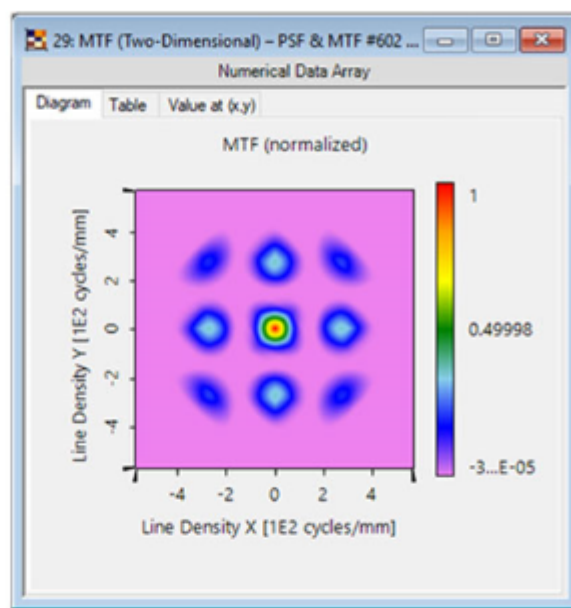 29: MTF (Two-Dimensional) – PSF & MTF #602 ...
Numerical Data Array
Diagram Table Value at (x,y)
MTF (normalized)
1
0.49998
-3...E-05
Line Density Y [1E2 cycles/mm]
4
2
0
-2
-4
-4 -2 0 2 4
Line Density X [1E2 cycles/mm]